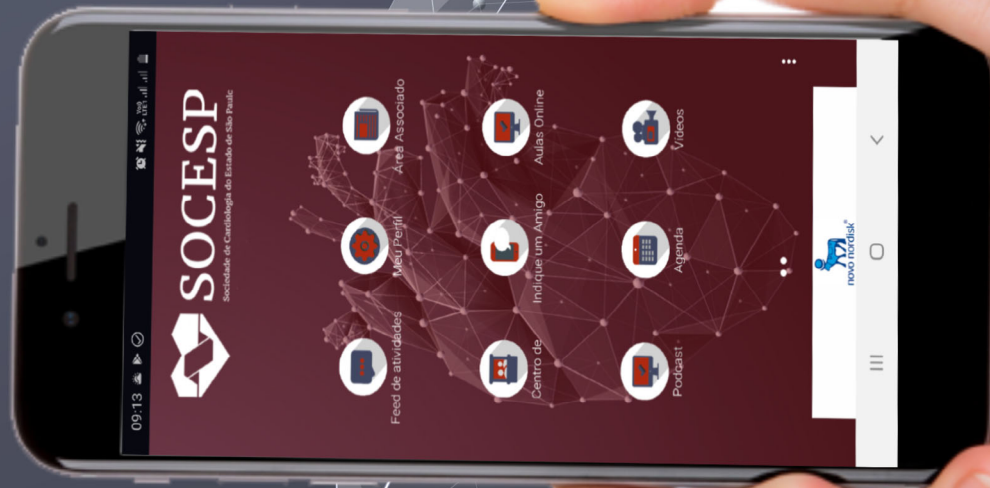 09:13
SOCESP
Sociedade de Cardiologia do Estado de São Paulo
Feed de atividades
Meu Perfil
Área Associado
Centro de
Indique um Amigo
Aulas Online
Podcast
Agenda
Vídeos
novo nordisk®